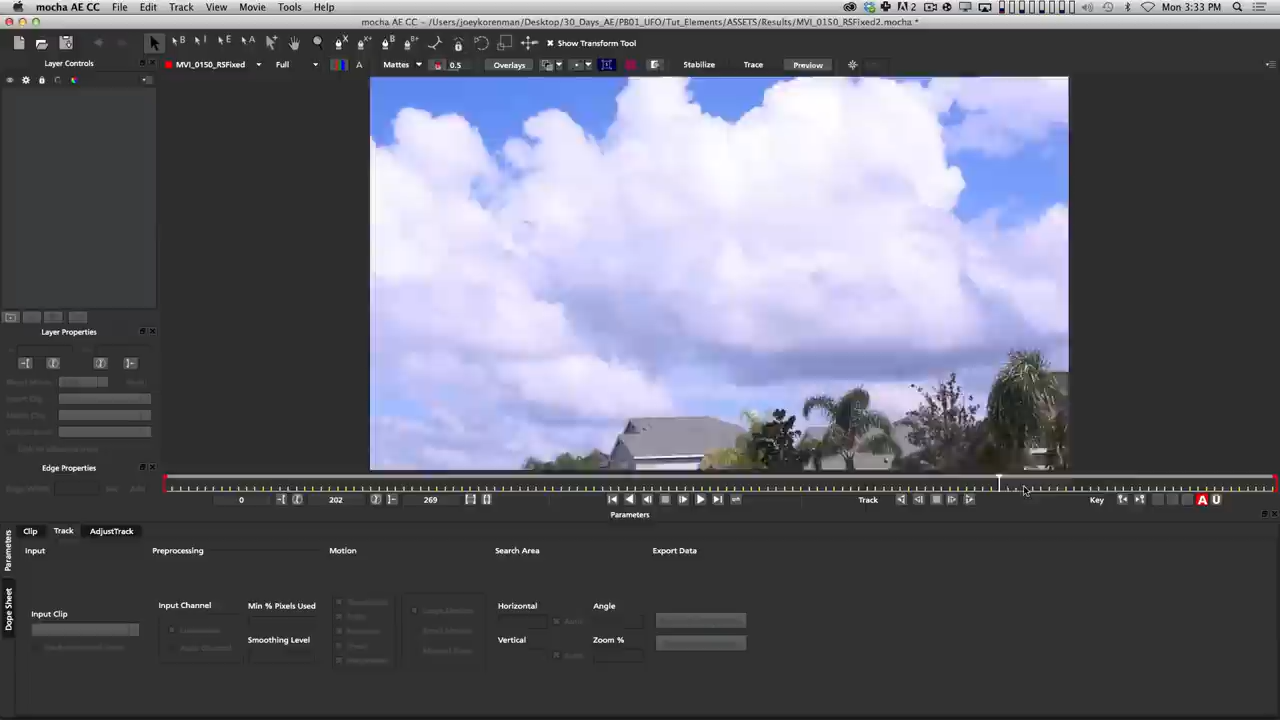 mocha AE CC File Edit Track View Movie Tools Help 2 Mon 3:33 PM
mocha AE CC – /Users/joeykorenman/Desktop/30_Days_AE/PB01_UFO/Tut_Elements/ASSETS/Results/MVI_0150_RSFixed2.mocha *
B I E A X X+ B B+ Show Transform Tool
Layer Controls MVI_0150_RSFixed Full A Mattes 0.5 Overlays Stabilize Trace Preview
Layer Properties
Edge Properties
0 202 269 Track Key A Ü
Parameters
Clip Track AdjustTrack
Parameters
Dope Sheet
Input Preprocessing Motion Search Area Export Data
Input Channel Min % Pixels Used Horizontal Angle
Input Clip
Smoothing Level Vertical Zoom %